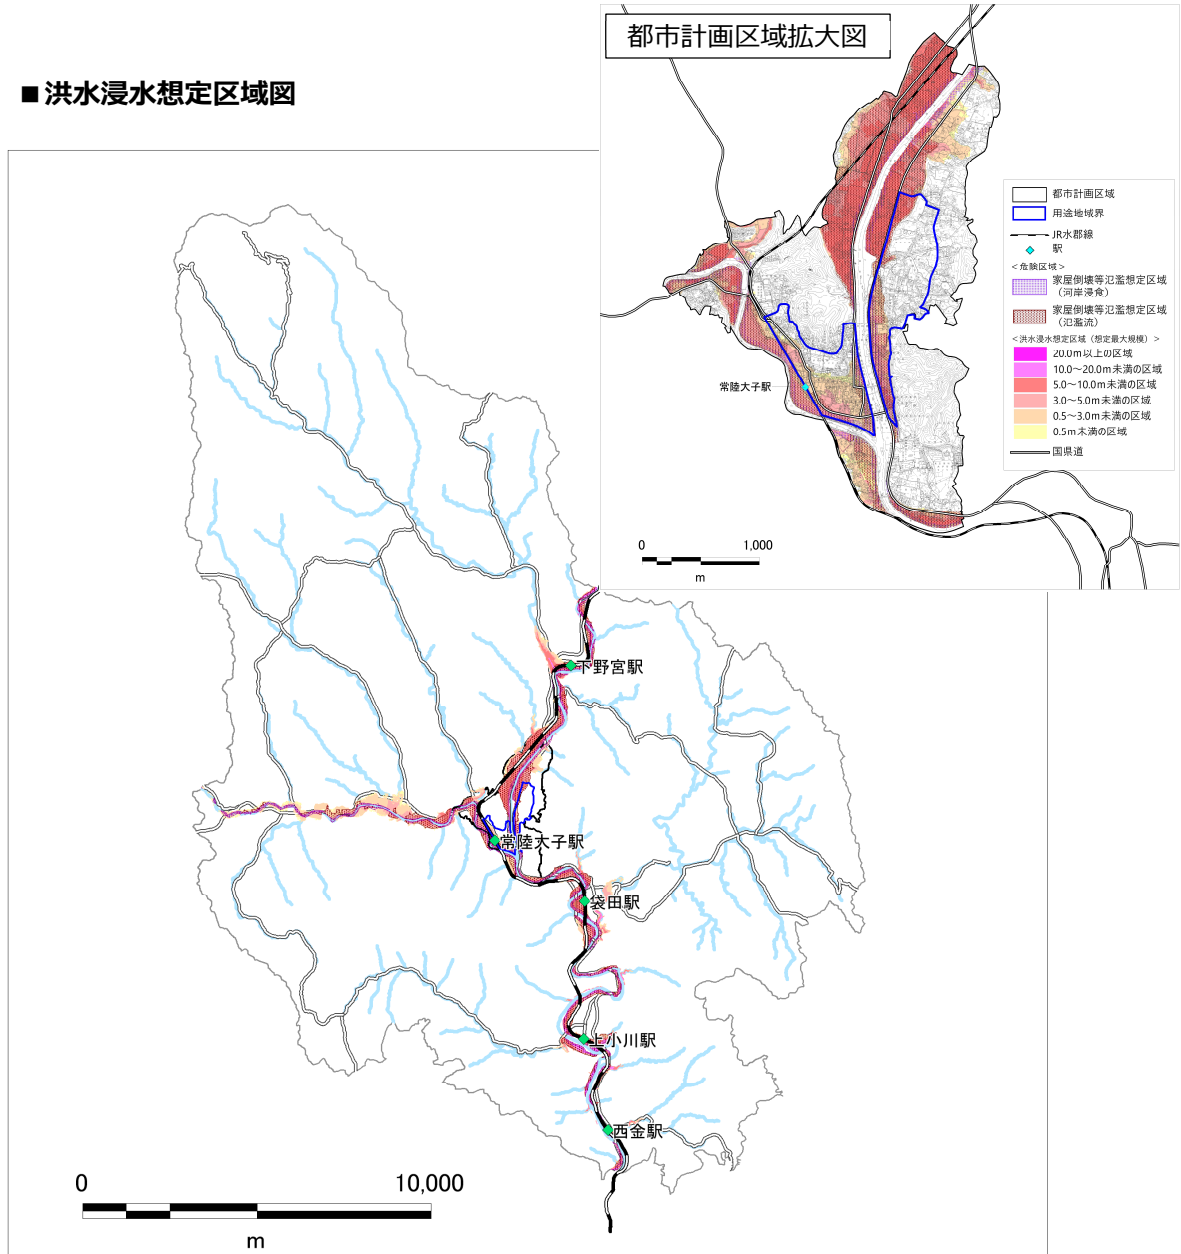 ■洪水浸水想定区域図
都市計画区域拡大図
都市計画区域
用途地域界
JR水郡線
駅
＜危険区域＞
家屋倒壊等氾濫想定区域
（河岸浸食）
家屋倒壊等氾濫想定区域
（氾濫流）
＜洪水浸水想定区域（想定最大規模）＞
20.0m以上の区域
10.0～20.0m未満の区域
5.0～10.0m未満の区域
3.0～5.0m未満の区域
0.5～3.0m未満の区域
0.5m未満の区域
国県道
常陸大子駅
0 1,000
m
下野宮駅
常陸大子駅
袋田駅
上小川駅
西金駅
0 10,000
m